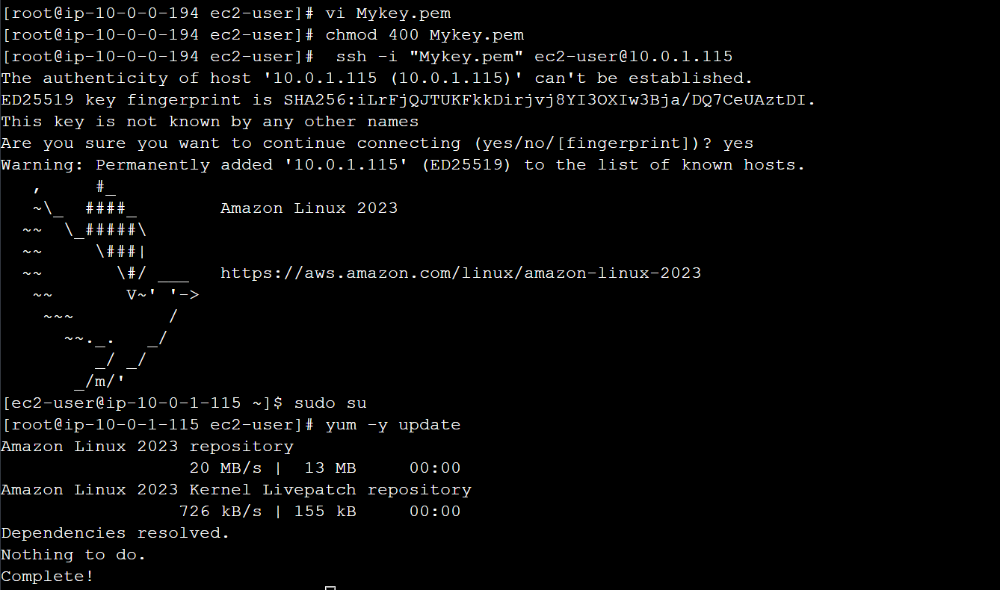 [root@ip-10-0-0-194 ec2-user]# vi Mykey.pem
[root@ip-10-0-0-194 ec2-user]# chmod 400 Mykey.pem
[root@ip-10-0-0-194 ec2-user]#  ssh -i "Mykey.pem" ec2-user@10.0.1.115
The authenticity of host '10.0.1.115 (10.0.1.115)' can't be established.
ED25519 key fingerprint is SHA256:iLrFjQJTUKFkkDirjvj8YI3OXIw3Bja/DQ7CeUAztDI.
This key is not known by any other names
Are you sure you want to continue connecting (yes/no/[fingerprint])? yes
Warning: Permanently added '10.0.1.115' (ED25519) to the list of known hosts.
   ,     #_
   ~\_  ####_        Amazon Linux 2023
  ~~  \_#####\
  ~~     \###|
  ~~       \#/ ___   https://aws.amazon.com/linux/amazon-linux-2023
   ~~       V~' '->
    ~~~         /
      ~~._.   _/
         _/ _/
       _/m/'
[ec2-user@ip-10-0-1-115 ~]$ sudo su
[root@ip-10-0-1-115 ec2-user]# yum -y update
Amazon Linux 2023 repository
                  20 MB/s |  13 MB     00:00
Amazon Linux 2023 Kernel Livepatch repository
                 726 kB/s | 155 kB     00:00
Dependencies resolved.
Nothing to do.
Complete!